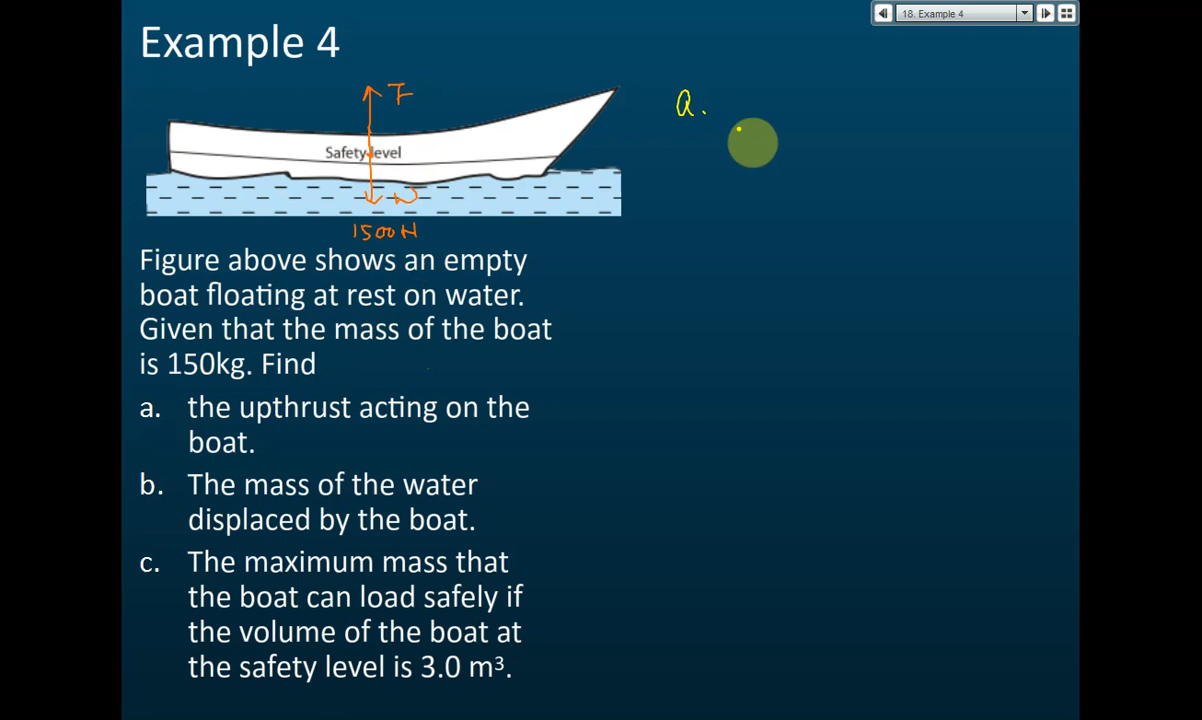 18. Example 4
Example 4
F
a.
Safety level
W
1500N
Figure above shows an empty
boat floating at rest on water.
Given that the mass of the boat
is 150kg. Find
a. the upthrust acting on the
boat.
b. The mass of the water
displaced by the boat.
c. The maximum mass that
the boat can load safely if
the volume of the boat at
the safety level is 3.0 m³.